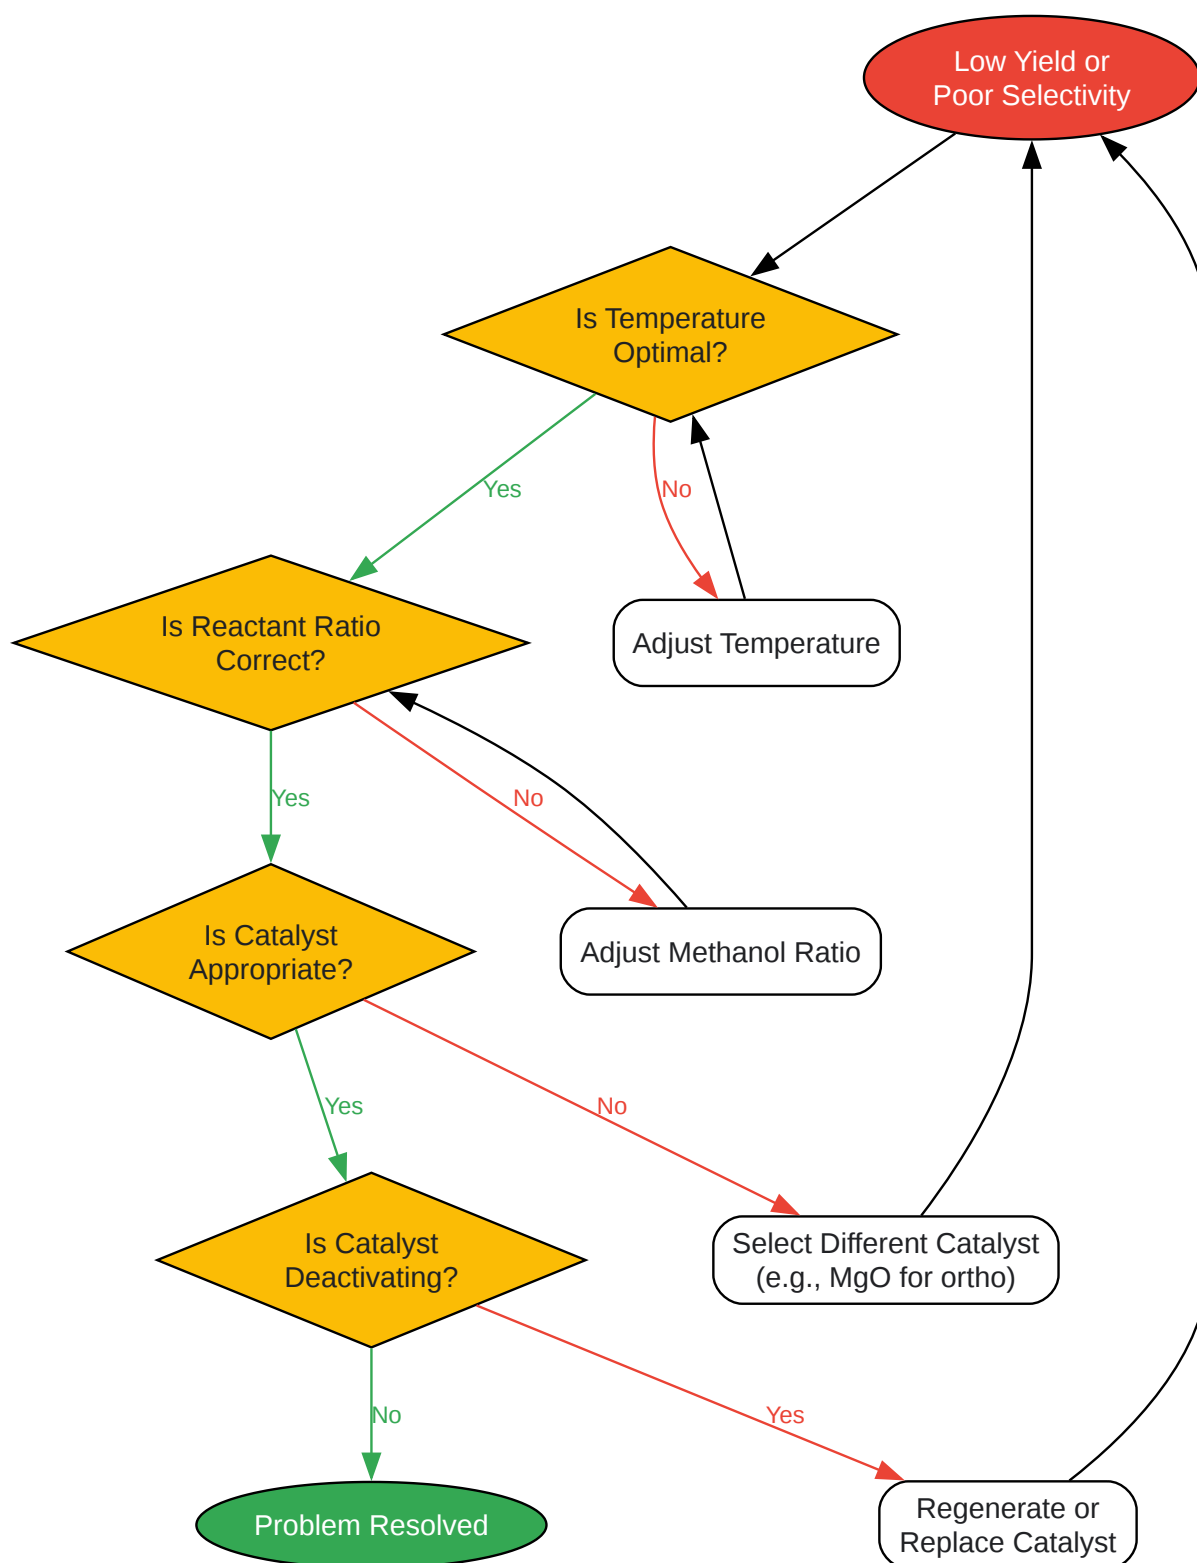 Low Yield or
Poor Selectivity
Is Temperature
Optimal?
Yes
No
Is Reactant Ratio
Correct?
Adjust Temperature
Yes
No
Is Catalyst
Appropriate?
Adjust Methanol Ratio
Yes
No
Is Catalyst
Deactivating?
Select Different Catalyst
(e.g., MgO for ortho)
No
Yes
Problem Resolved
Regenerate or
Replace Catalyst